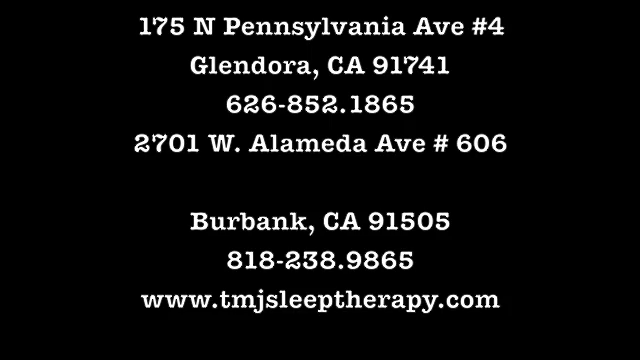 175 N Pennsylvania Ave #4
Glendora, CA 91741
626-852.1865
2701 W. Alameda Ave # 606
Burbank, CA 91505
818-238.9865
www.tmjsleeptherapy.com